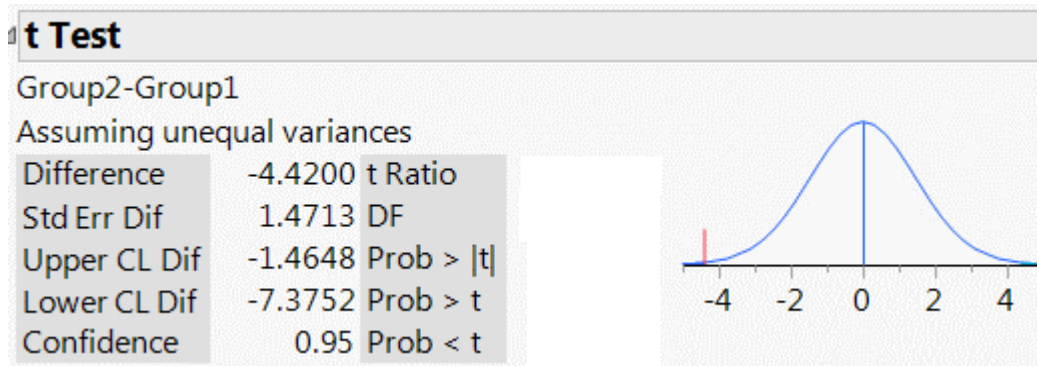 t Test
Group2-Group1
Assuming unequal variances
Difference -4.4200 t Ratio
Std Err Dif 1.4713 DF
Upper CL Dif -1.4648 Prob > |t|
Lower CL Dif -7.3752 Prob > t
Confidence 0.95 Prob < t
-4 -2 0 2 4